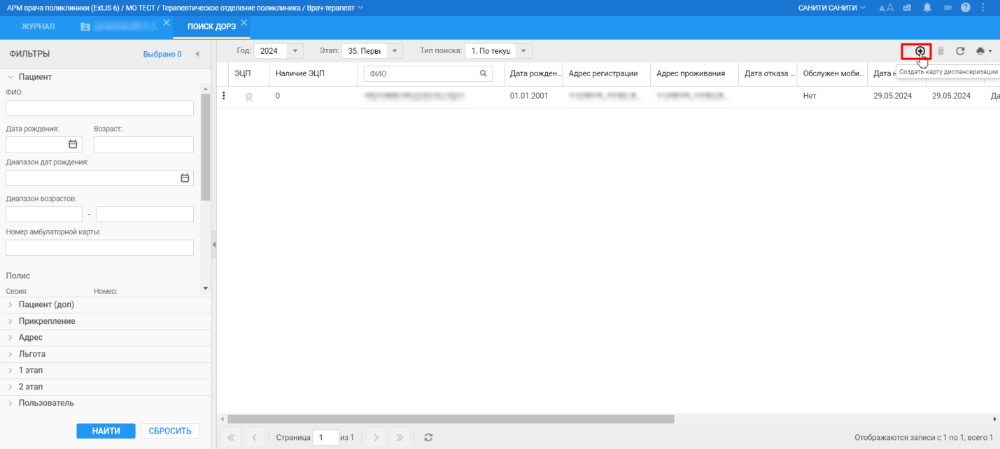 АРМ врача поликлиники (ExtJS 6) / МО ТЕСТ / Терапевтическое отделение поликлиника / Врач-терапевт
САНИТИ САНИТИ
AA
ЖУРНАЛ
ПОИСК ДОРЗ
ФИЛЬТРЫ
Выбрано 0
Год: 2024
Этап: 35. Первы
Тип поиска: 1. По текущ
Создать карту диспансеризации
ЭЦП
Наличие ЭЦП
ФИО
Дата рожден...
Адрес регистрации
Адрес проживания
Дата отказа ...
Обслужен моби...
Дата н
0
01.01.2001
Нет
29.05.2024
29.05.2024
Да
Пациент
ФИО:
Дата рождения:
Возраст:
Диапазон дат рождения:
Диапазон возрастов:
-
Номер амбулаторной карты:
Полис
Серия:
Номер:
Пациент (доп)
Прикрепление
Адрес
Льгота
1 этап
2 этап
Пользователь
НАЙТИ
СБРОСИТЬ
Страница 1 из 1
Отображаются записи с 1 по 1, всего 1